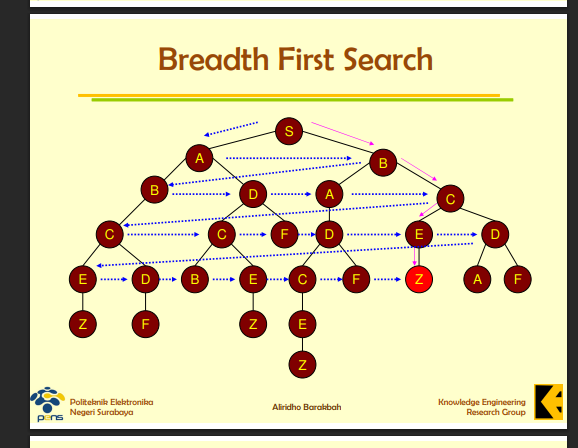 Breadth First Search
S
A B
B D A C
C C F D E D
E D B E C F Z A F
Z F Z E
Z
pens
Politeknik Elektronika
Negeri Surabaya
Aliridho Barakbah
Knowledge Engineering
Research Group